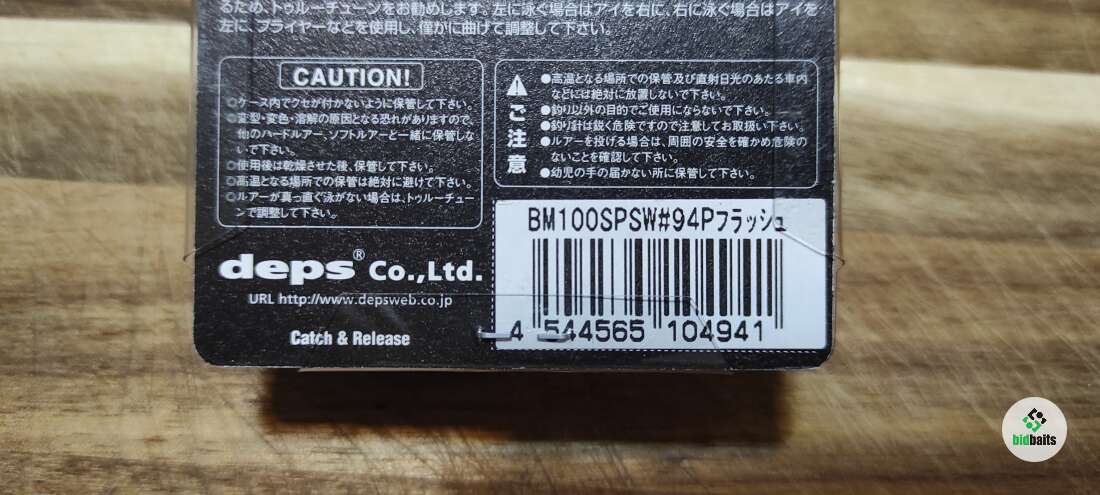 るため、トゥルーチューンをお勧めします。左に泳ぐ場合はアイを右に、右に泳ぐ場合はアイを
左に、プライヤーなどを使用し、僅かに曲げて調整して下さい。
CAUTION!
◎ケース内でクセが付かないように保管して下さい。
◎変型・変色・溶解の原因となる恐れがありますので、
他のハードルアー、ソフトルアーと一緒に保管しな
いで下さい。
◎使用後は乾燥させた後、保管して下さい。
◎高温となる場所での保管は絶対に避けて下さい。
◎ルアーが真っ直ぐ泳がない場合は、トゥルーチュー
ンで調整して下さい。
ご注意
●高温となる場所での保管及び直射日光のあたる車内
などには絶対に放置しないで下さい。
●釣り以外の目的でご使用にならないで下さい。
●釣り針は鋭く危険ですので注意してお取扱い下さい。
●ルアーを投げる場合は、周囲の安全を確かめ危険の
ないことを確認して下さい。
●幼児の手の届かない所に保管して下さい。
BM100SPSW#94Pフラッシュ
4 544565 104941
deps® Co.,Ltd.
URL http://www.depsweb.co.jp
Catch & Release
bidbaits